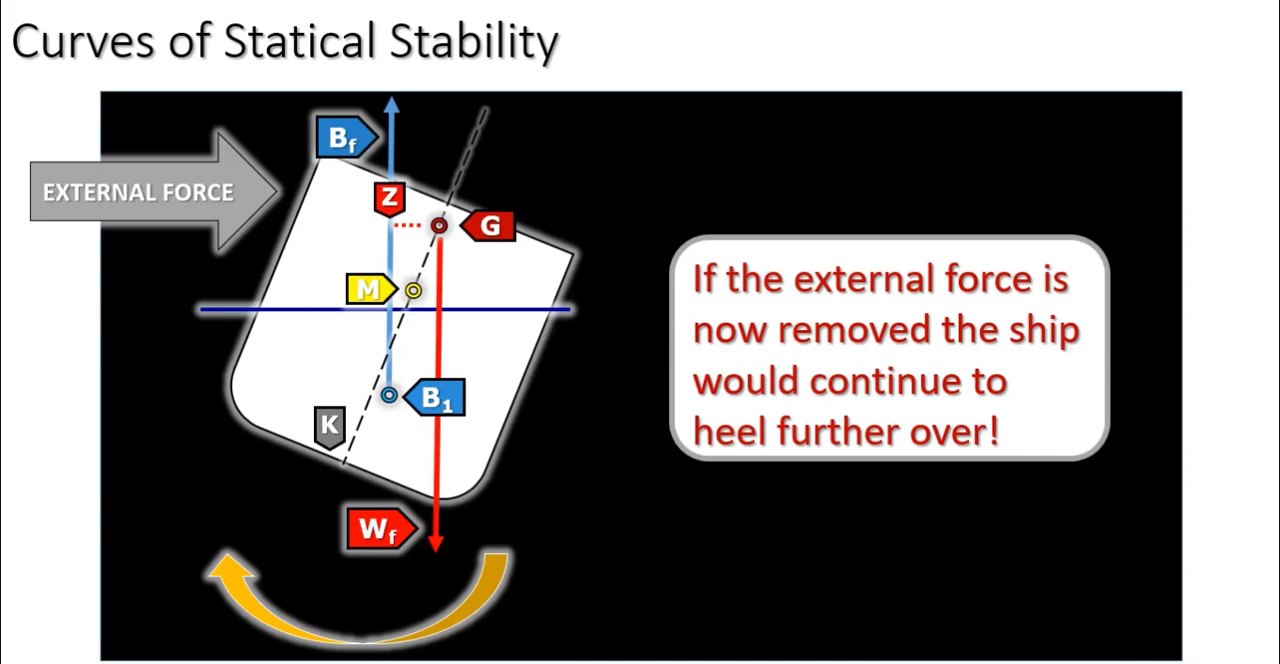 Curves of Statical Stability
Bf
EXTERNAL FORCE
Z
G
M
B1
K
Wf
If the external force is
now removed the ship
would continue to
heel further over!